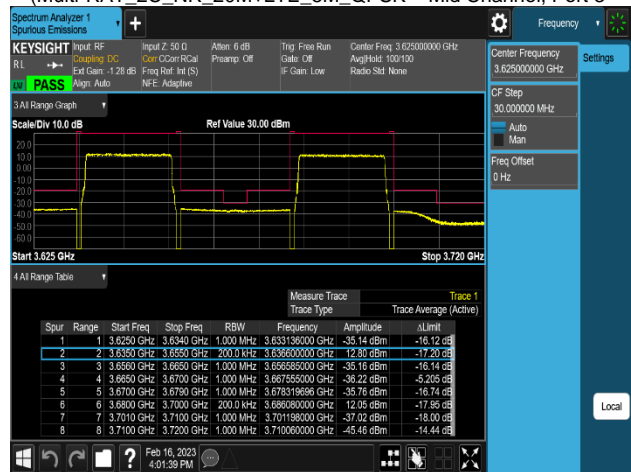 Spectrum Analyzer 1
Spurious Emissions
Frequency
KEYSIGHT
RL
PASS
Input: RF
Coupling: DC
Ext Gain: -1.28 dB
Align: Auto
Input Z: 50 Ω
Corr CCorr RCal
Freq Ref: Int (S)
NFE: Adaptive
Atten: 6 dB
Preamp: Off
Trig: Free Run
Gate: Off
IF Gain: Low
Center Freq: 3.625000000 GHz
Avg|Hold: 100/100
Radio Std: None
Center Frequency
3.625000000 GHz
Settings
CF Step
30.000000 MHz
Auto
Man
Freq Offset
0 Hz
3 All Range Graph
Scale/Div 10.0 dB
Ref Value 30.00 dBm
20.0
10.0
0.00
-10.0
-20.0
-30.0
-40.0
-50.0
-60.0
Start 3.625 GHz
Stop 3.720 GHz
4 All Range Table
Measure Trace Trace 1
Trace Type Trace Average (Active)
Spur Range Start Freq Stop Freq RBW Frequency Amplitude ΔLimit
1 1 3.6250 GHz 3.6340 GHz 1.000 MHz 3.633136000 GHz -35.14 dBm -16.12 dB
2 2 3.6350 GHz 3.6550 GHz 200.0 kHz 3.636600000 GHz 12.80 dBm -17.20 dB
3 3 3.6560 GHz 3.6650 GHz 1.000 MHz 3.656585000 GHz -35.16 dBm -16.14 dB
4 4 3.6650 GHz 3.6700 GHz 1.000 MHz 3.667555000 GHz -36.22 dBm -5.205 dB
5 5 3.6700 GHz 3.6790 GHz 1.000 MHz 3.678319696 GHz -35.76 dBm -16.74 dB
6 6 3.6800 GHz 3.7000 GHz 200.0 kHz 3.686080000 GHz 12.05 dBm -17.95 dB
7 7 3.7010 GHz 3.7100 GHz 1.000 MHz 3.701198000 GHz -37.02 dBm -18.00 dB
8 8 3.7100 GHz 3.7200 GHz 1.000 MHz 3.710060000 GHz -45.46 dBm -14.44 dB
Local
Feb 16, 2023
4:01:39 PM